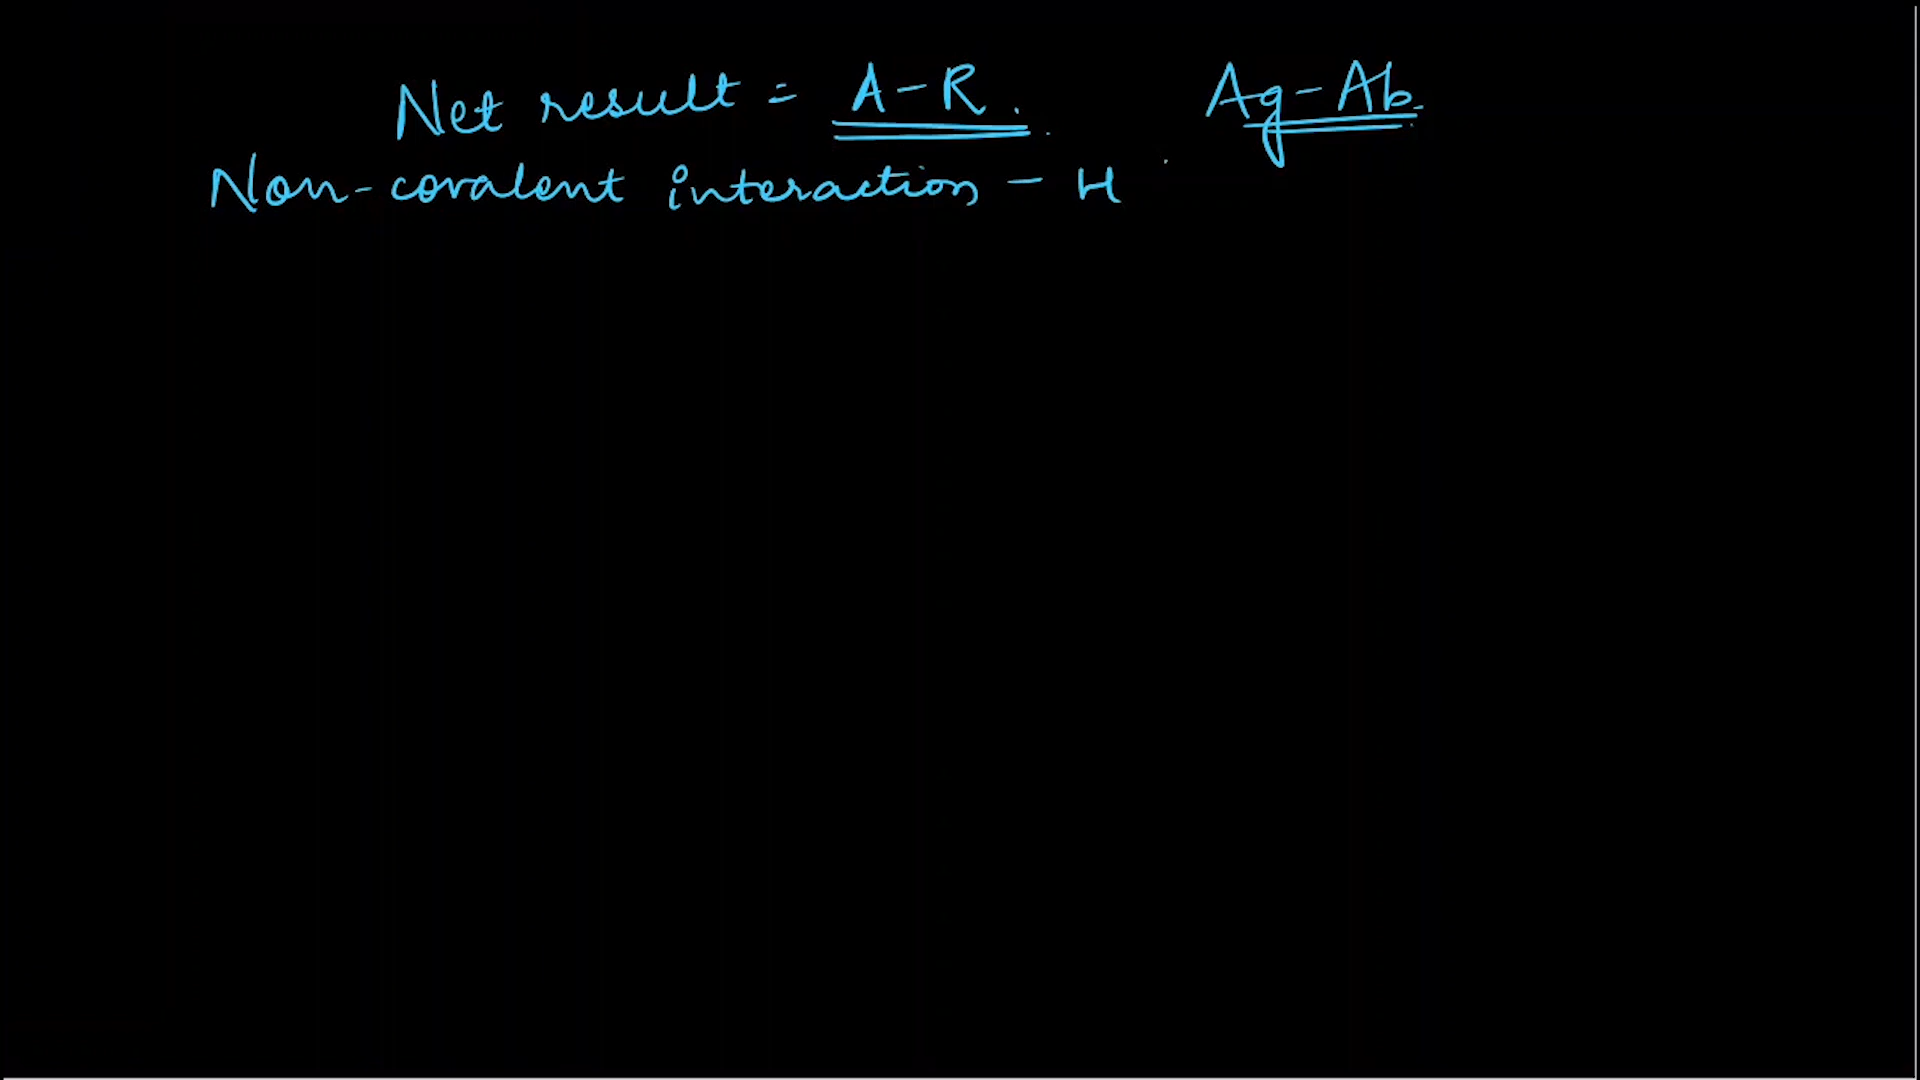 Net result = A-R. Ag-Ab.
Non-covalent interaction - H